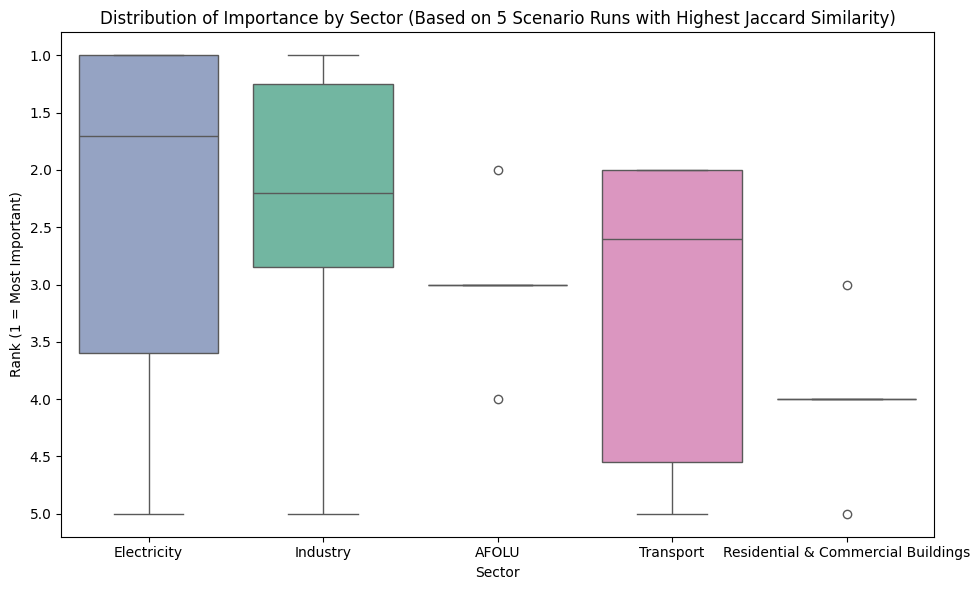 Distribution of Importance by Sector (Based on 5 Scenario Runs with Highest Jaccard Similarity)
Rank (1 = Most Important)
1.0
1.5
2.0
2.5
3.0
3.5
4.0
4.5
5.0
Electricity Industry AFOLU Transport Residential & Commercial Buildings
Sector